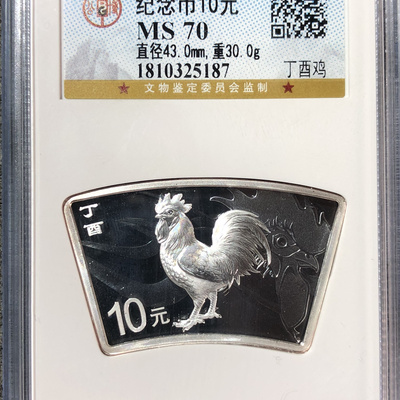 纪念币10元
MS 70
直径43.0mm,重30.0g
1810325187
丁酉鸡
★ 文物鉴定委员会监制 ★
丁酉
10元